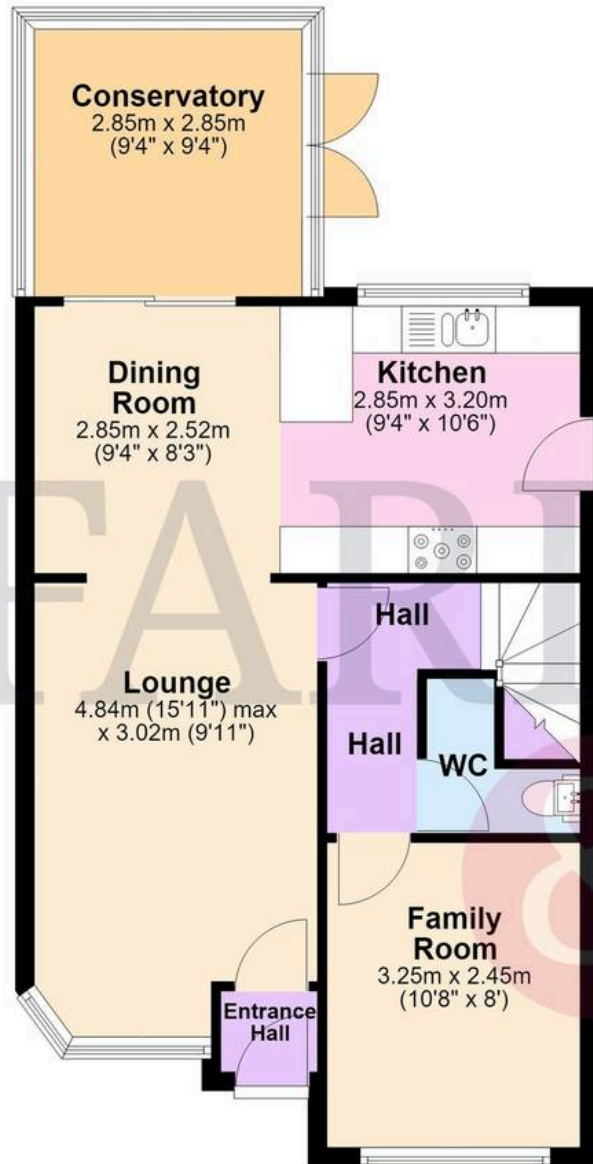 Conservatory
2.85m x 2.85m
(9'4" x 9'4")
Dining
Room
2.85m x 2.52m
(9'4" x 8'3")
Kitchen
2.85m x 3.20m
(9'4" x 10'6")
FARI
Hall
Lounge
4.84m (15'11") max
x 3.02m (9'11")
Hall
WC
8
Family
Room
3.25m x 2.45m
(10'8" x 8')
Entrance
Hall